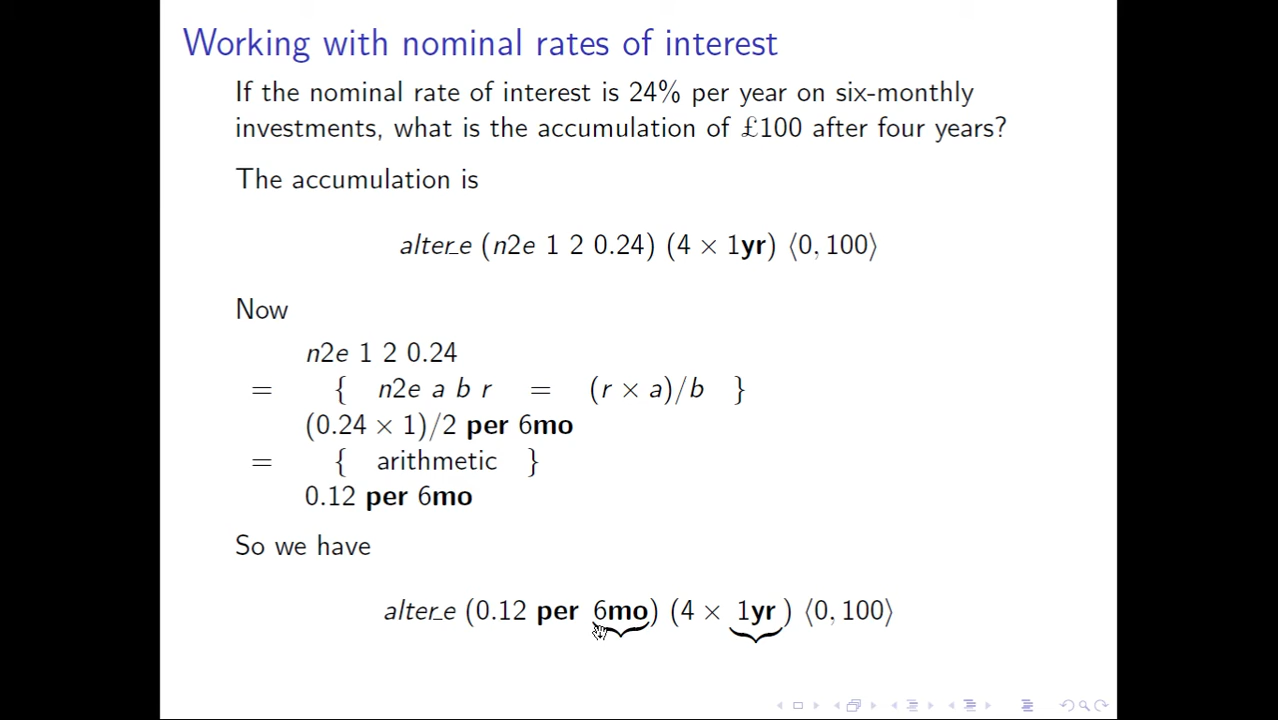 Working with nominal rates of interest
If the nominal rate of interest is 24% per year on six-monthly
investments, what is the accumulation of £100 after four years?
The accumulation is
alter_e (n2e 1 2 0.24) (4 × 1yr) ⟨0, 100⟩
Now
n2e 1 2 0.24
= { n2e a b r = (r × a)/b }
(0.24 × 1)/2 per 6mo
= { arithmetic }
0.12 per 6mo
So we have
alter_e (0.12 per 6mo) (4 × 1yr) ⟨0, 100⟩